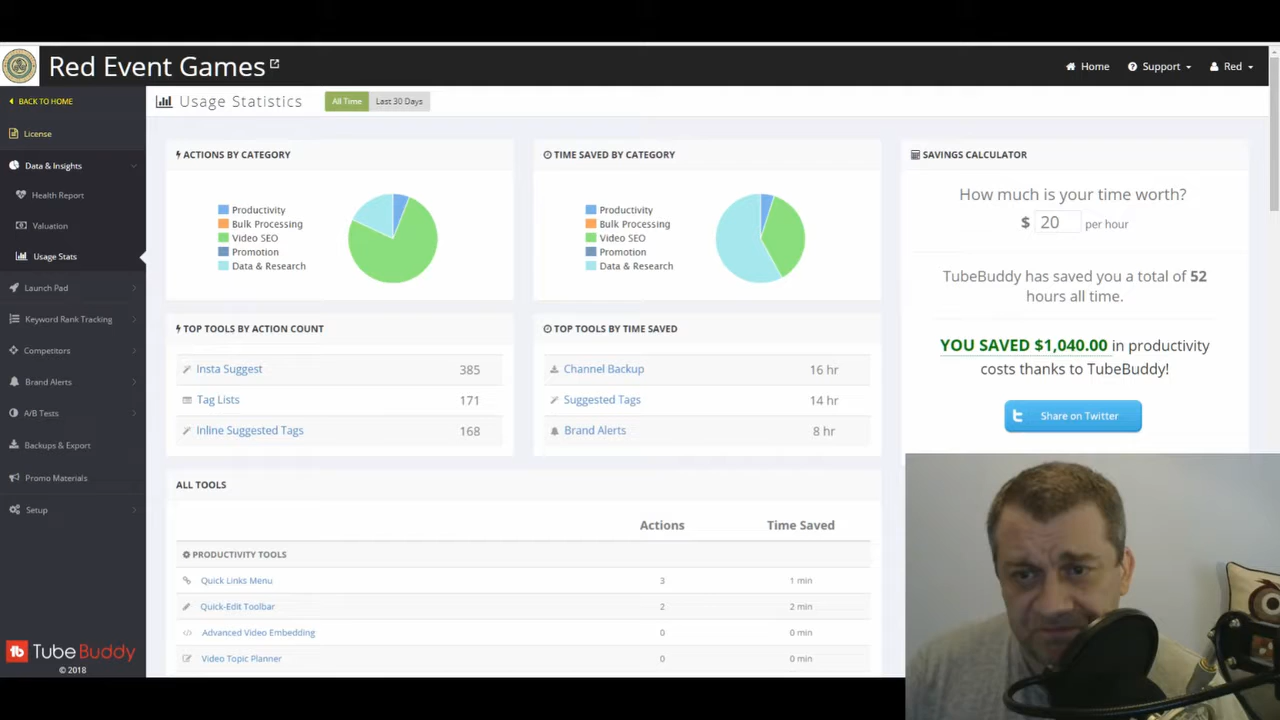 Red Event Games
Home
Support
Red
BACK TO HOME
License
Data & Insights
Health Report
Valuation
Usage Stats
Launch Pad
Keyword Rank Tracking
Competitors
Brand Alerts
A/B Tests
Backups & Export
Promo Materials
Setup
TubeBuddy
© 2018
Usage Statistics
All Time
Last 30 Days
ACTIONS BY CATEGORY
Productivity
Bulk Processing
Video SEO
Promotion
Data & Research
TIME SAVED BY CATEGORY
Productivity
Bulk Processing
Video SEO
Promotion
Data & Research
SAVINGS CALCULATOR
How much is your time worth?
$ 20 per hour
TubeBuddy has saved you a total of 52
hours all time.
YOU SAVED $1,040.00 in productivity
costs thanks to TubeBuddy!
Share on Twitter
TOP TOOLS BY ACTION COUNT
Insta Suggest 385
Tag Lists 171
Inline Suggested Tags 168
TOP TOOLS BY TIME SAVED
Channel Backup 16 hr
Suggested Tags 14 hr
Brand Alerts 8 hr
ALL TOOLS
Actions Time Saved
PRODUCTIVITY TOOLS
Quick Links Menu 3 1 min
Quick-Edit Toolbar 2 2 min
Advanced Video Embedding 0 0 min
Video Topic Planner 0 0 min